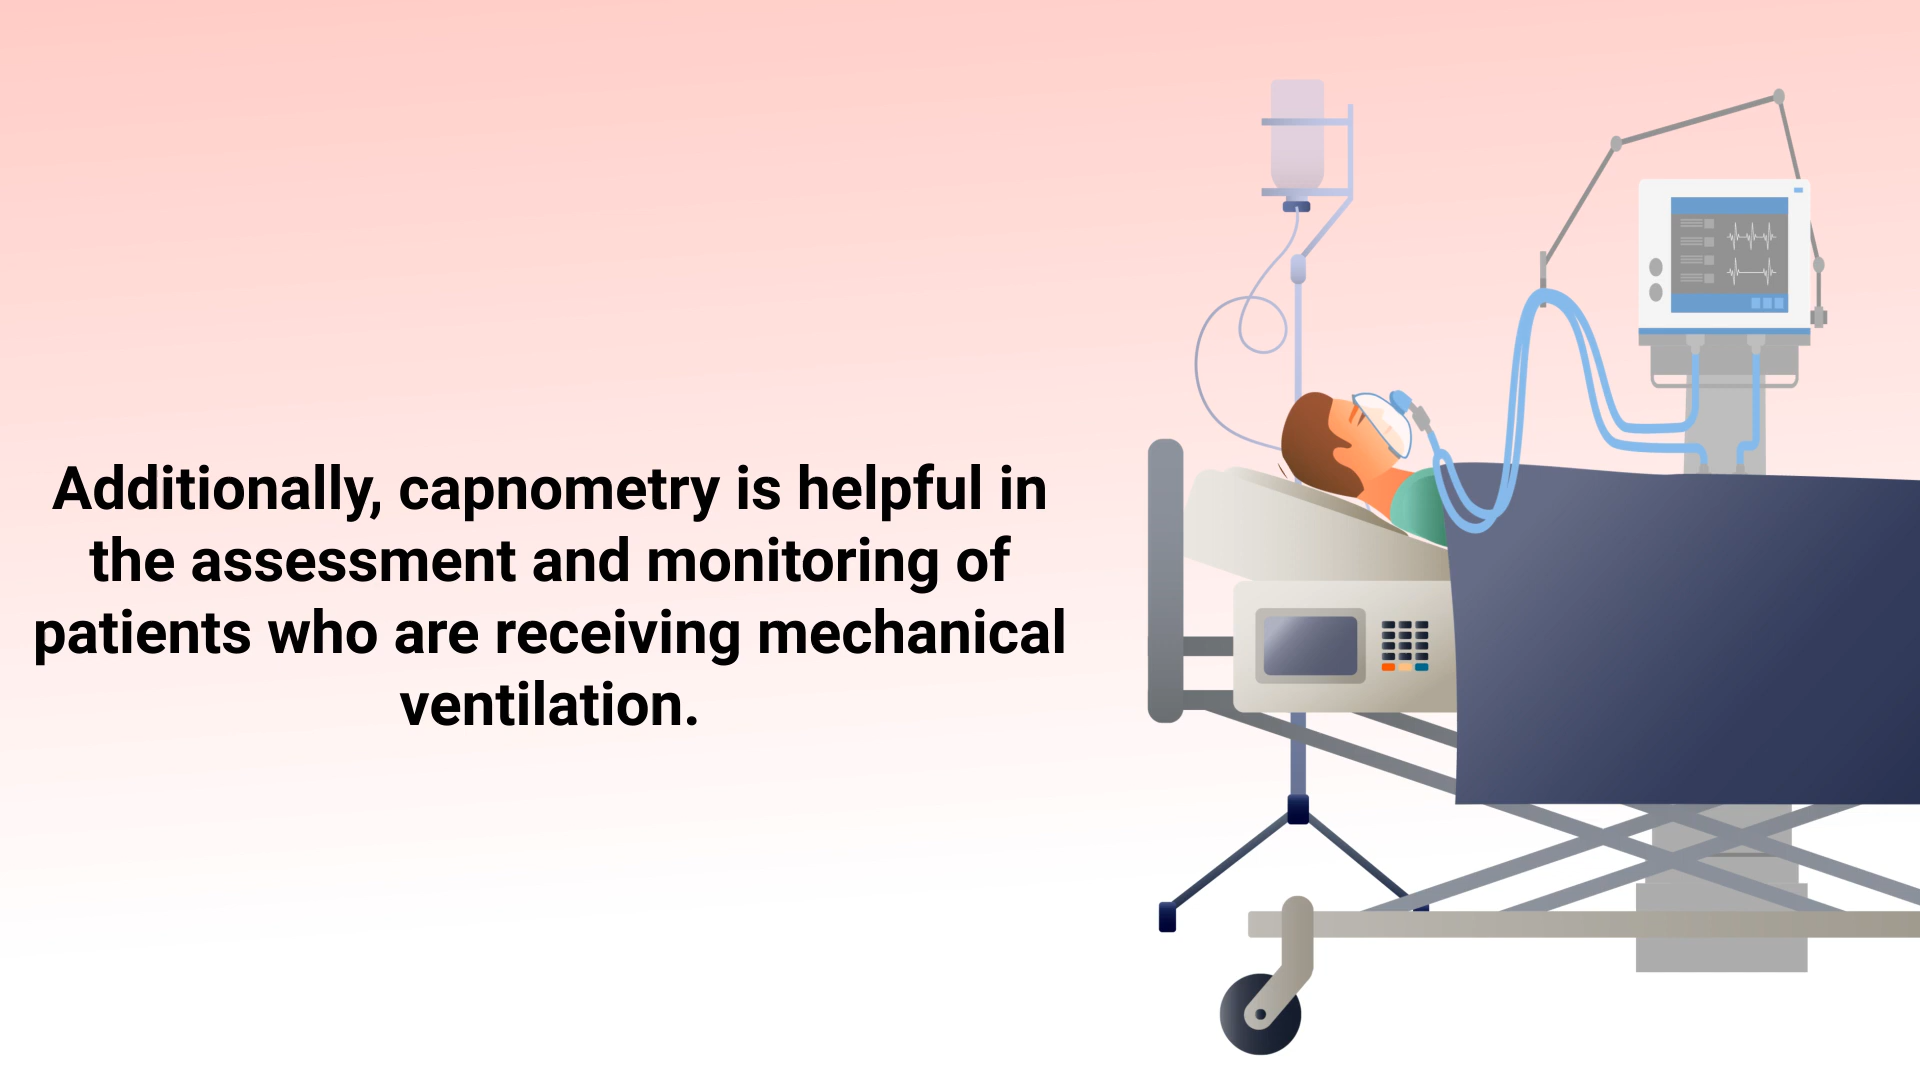 Additionally, capnometry is helpful in
the assessment and monitoring of
patients who are receiving mechanical
ventilation.